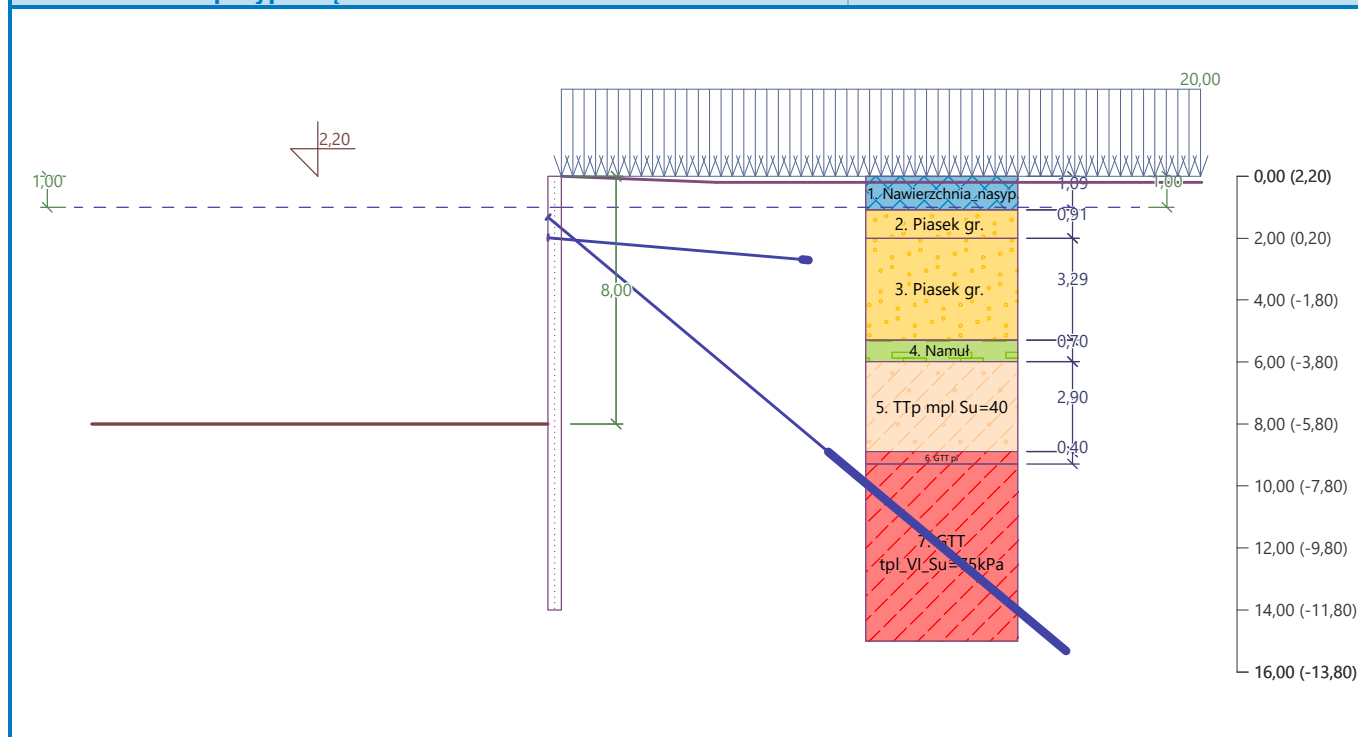 20,00
2,20
1,00
1,09
1,00
0,00 (2,20)
1. Nawierzchnia_nasyp
0,91
2. Piasek gr.
2,00 (0,20)
3,29
8,00
3. Piasek gr.
4,00 (-1,80)
0,70
4. Namuł
6,00 (-3,80)
2,90
5. TTp mpl Su=40
8,00 (-5,80)
0,40
6. GTT pl
10,00 (-7,80)
7. GTT
tpl_VI_Su=75kPa
12,00 (-9,80)
14,00 (-11,80)
16,00 (-13,80)